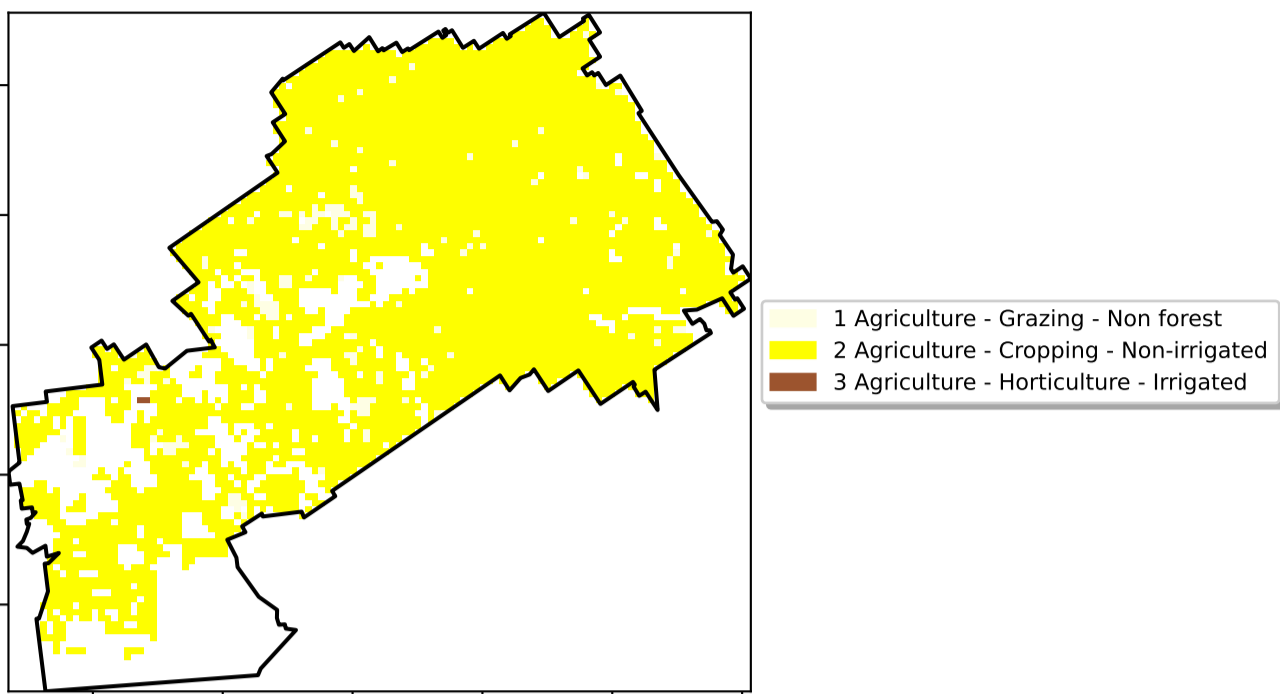 1 Agriculture - Grazing - Non forest
2 Agriculture - Cropping - Non-irrigated
3 Agriculture - Horticulture - Irrigated